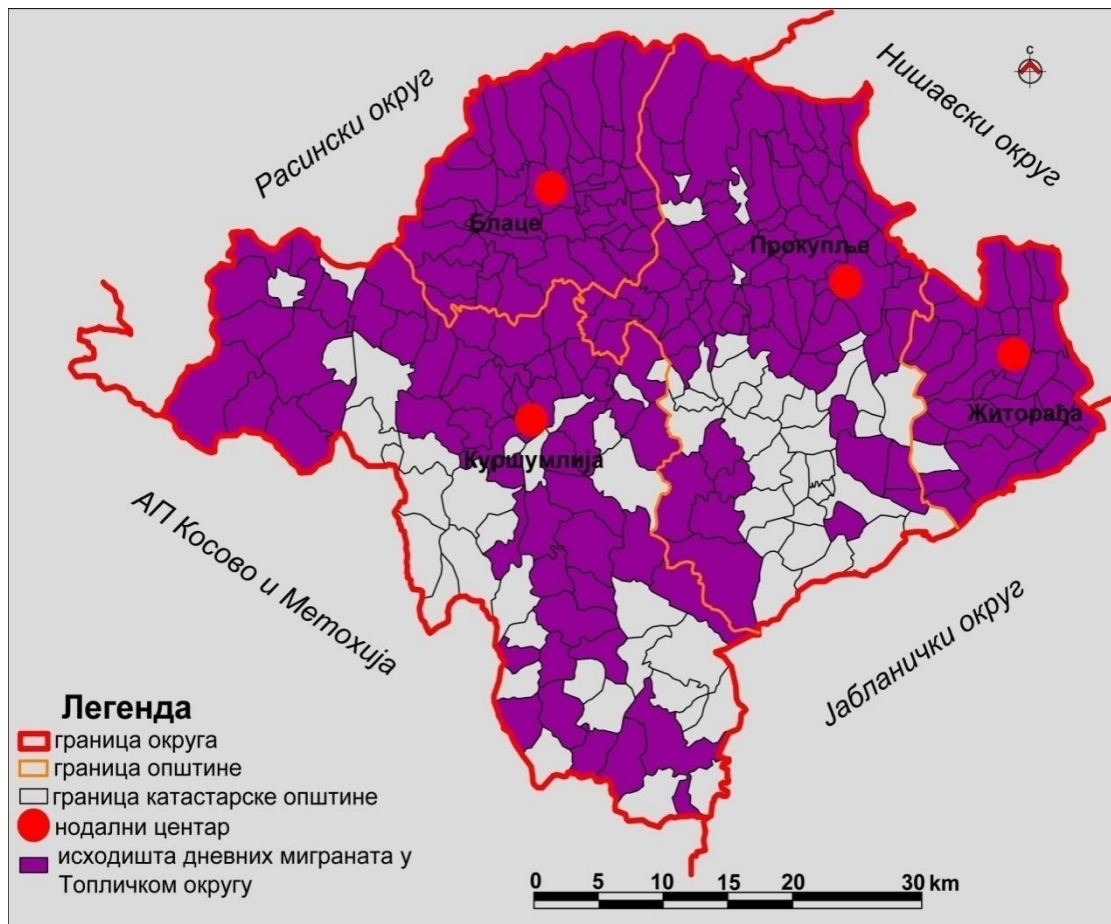 с
Расински округ
Нишавски округ
Блаце
Прокупље
Житорађа
Куршумлија
АП Косово и Метохија
Јабланички округ
Легенда
граница округа
граница општине
граница катастарске општине
нодални центар
исходишта дневних миграната у
Топличком округу
0 5 10 15 20 30 km